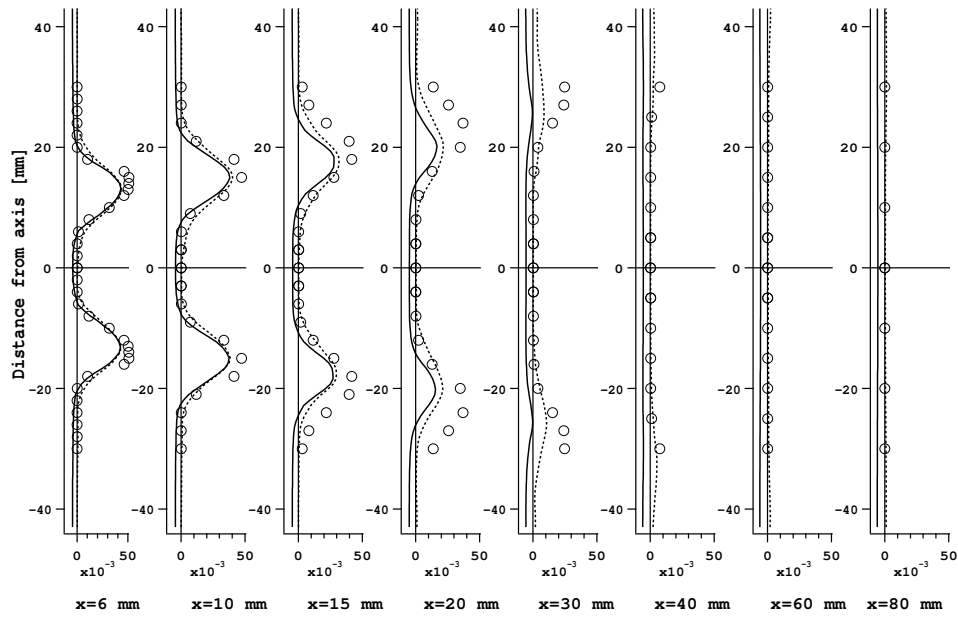 40 40 40 40 40 40 40 40
20 20 20 20 20 20 20 20
Distance from axis [mm]
0 0 0 0 0 0 0 0
-20 -20 -20 -20 -20 -20 -20 -20
-40 -40 -40 -40 -40 -40 -40 -40
0 50 0 50 0 50 0 50 0 50 0 50 0 50 0 50
x10⁻³ x10⁻³ x10⁻³ x10⁻³ x10⁻³ x10⁻³ x10⁻³ x10⁻³
x=6 mm x=10 mm x=15 mm x=20 mm x=30 mm x=40 mm x=60 mm x=80 mm